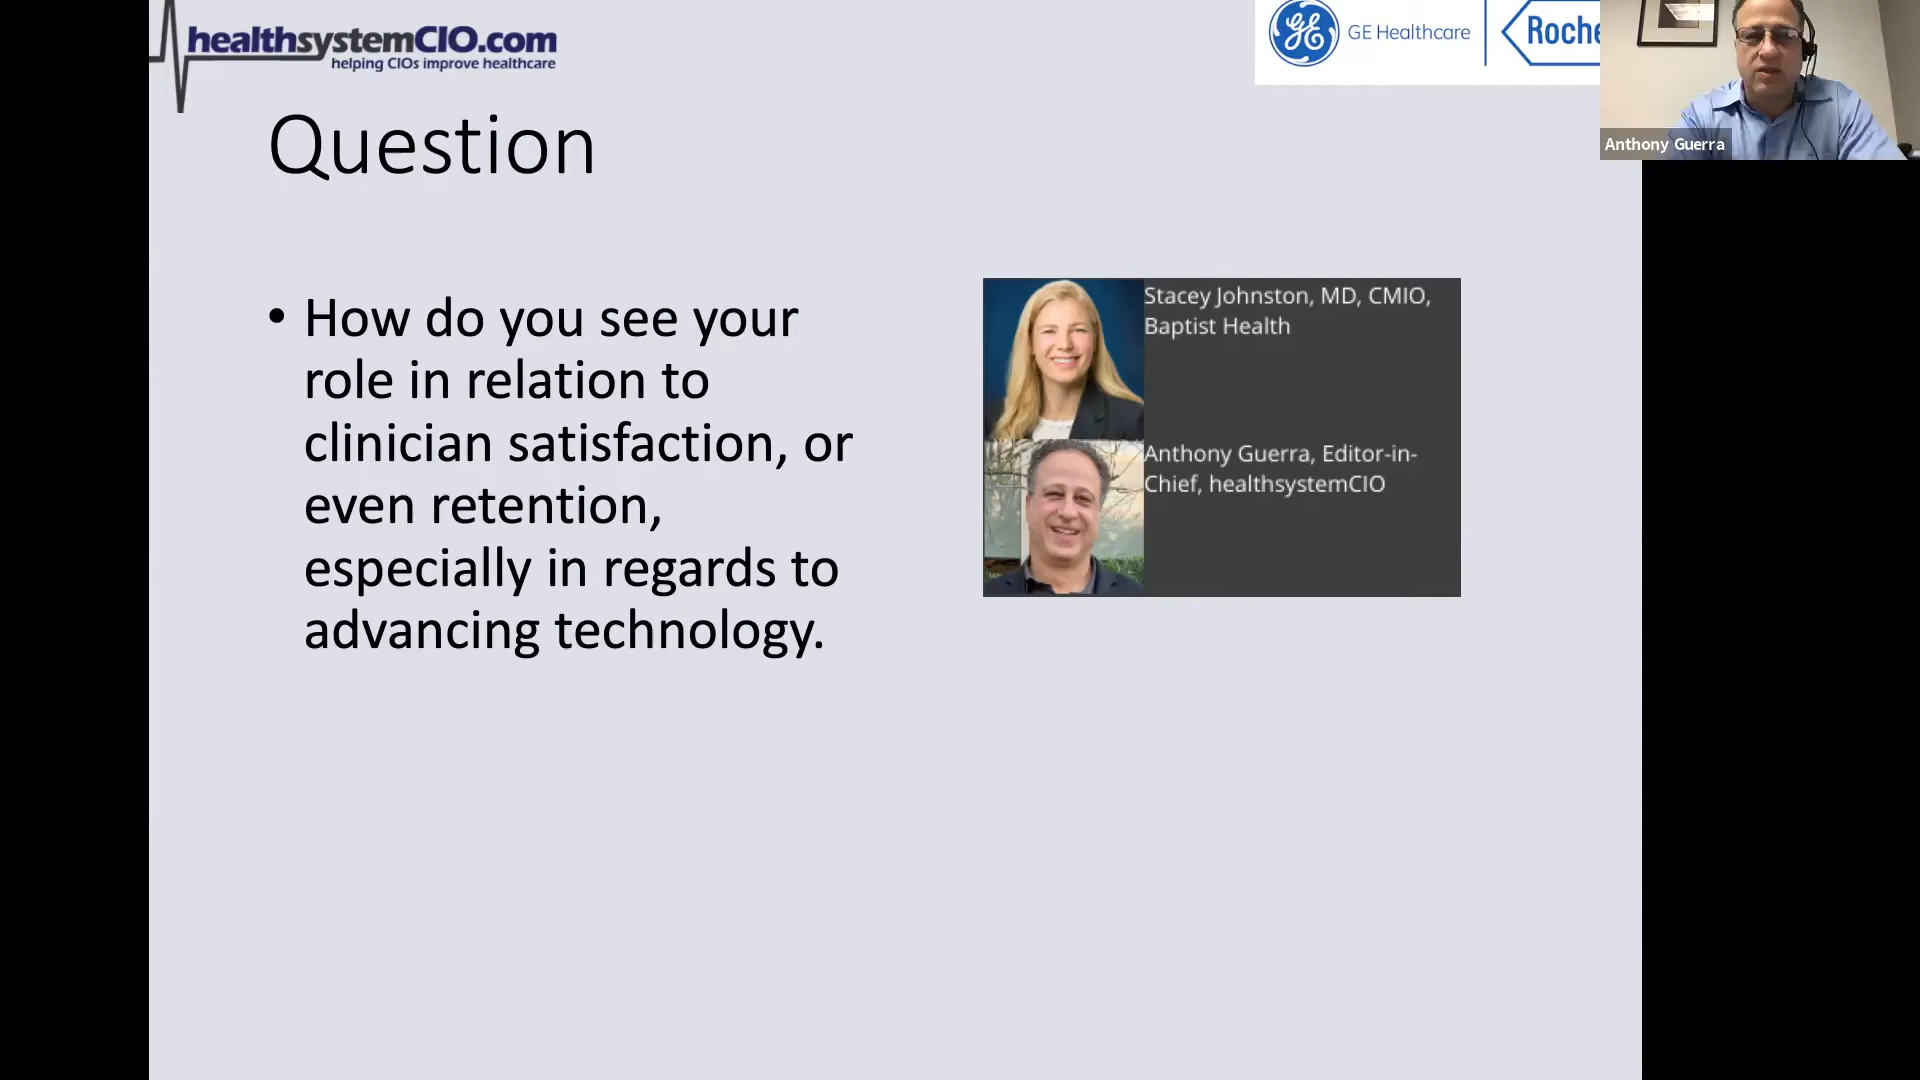 healthsystemCIO.com
helping CIOs improve healthcare
GE Healthcare
Roche
Anthony Guerra
Question
• How do you see your
role in relation to
clinician satisfaction, or
even retention,
especially in regards to
advancing technology.
Stacey Johnston, MD, CMIO,
Baptist Health
Anthony Guerra, Editor-in-
Chief, healthsystemCIO